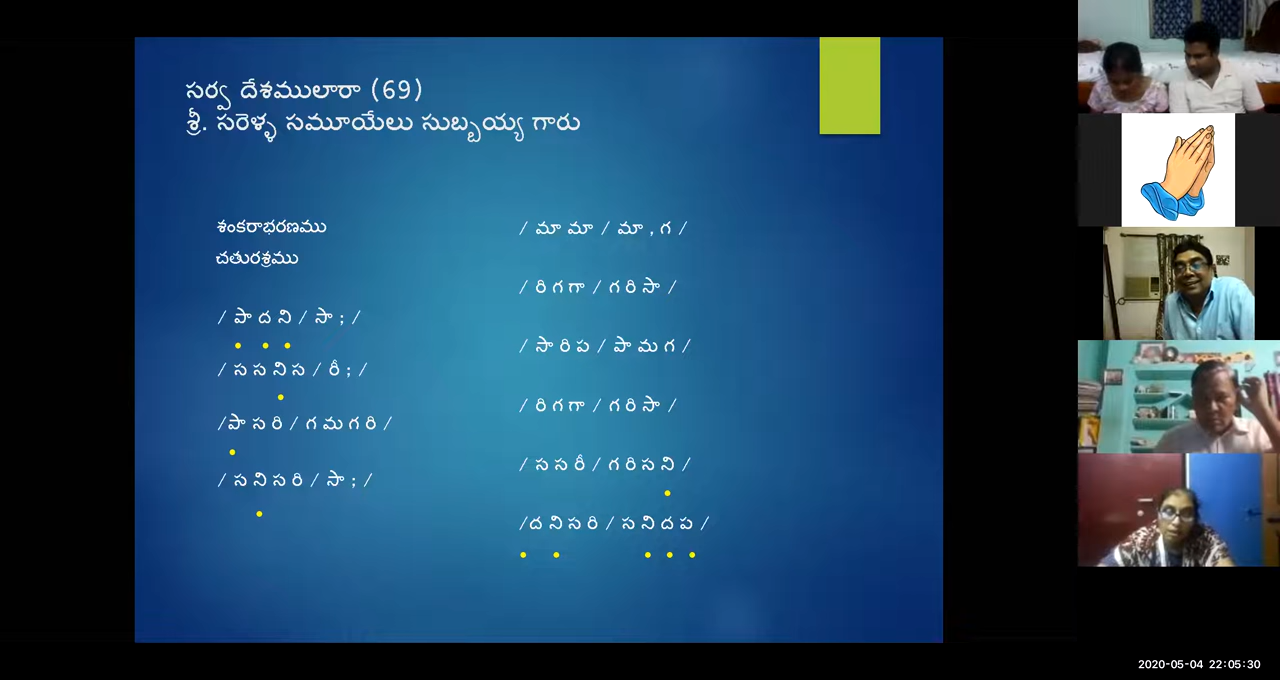 సర్వ దేశములారా (69)
శ్రీ. సరెళ్ళ సమూయేలు సుబ్బయ్య గారు
శంకరాభరణము
చతురశ్రము
/ పా ద ని / సా ; /
/ స స ని స / రీ ; /
/పా స రి / గ మ గ రి /
/ స ని స రి / సా ; /
/ మా మా / మా , గ /
/ రి గ గా / గ రి సా /
/ సా రి ప / పా మ గ /
/ రి గ గా / గ రి సా /
/ స స రీ / గ రి స ని /
/ద ని స రి / స ని ద ప /
2020-05-04 22:05:30